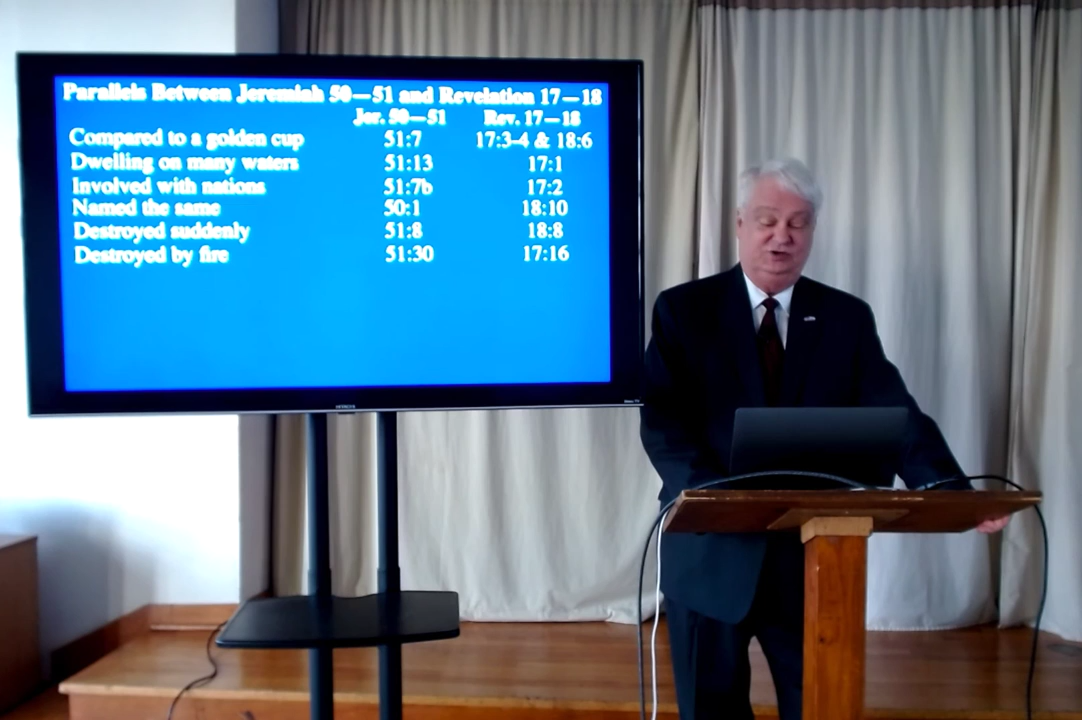 Parallels Between Jeremiah 50—51 and Revelation 17—18
Jer. 50—51 Rev. 17—18
Compared to a golden cup 51:7 17:3-4 & 18:6
Dwelling on many waters 51:13 17:1
Involved with nations 51:7b 17:2
Named the same 50:1 18:10
Destroyed suddenly 51:8 18:8
Destroyed by fire 51:30 17:16
HITACHI